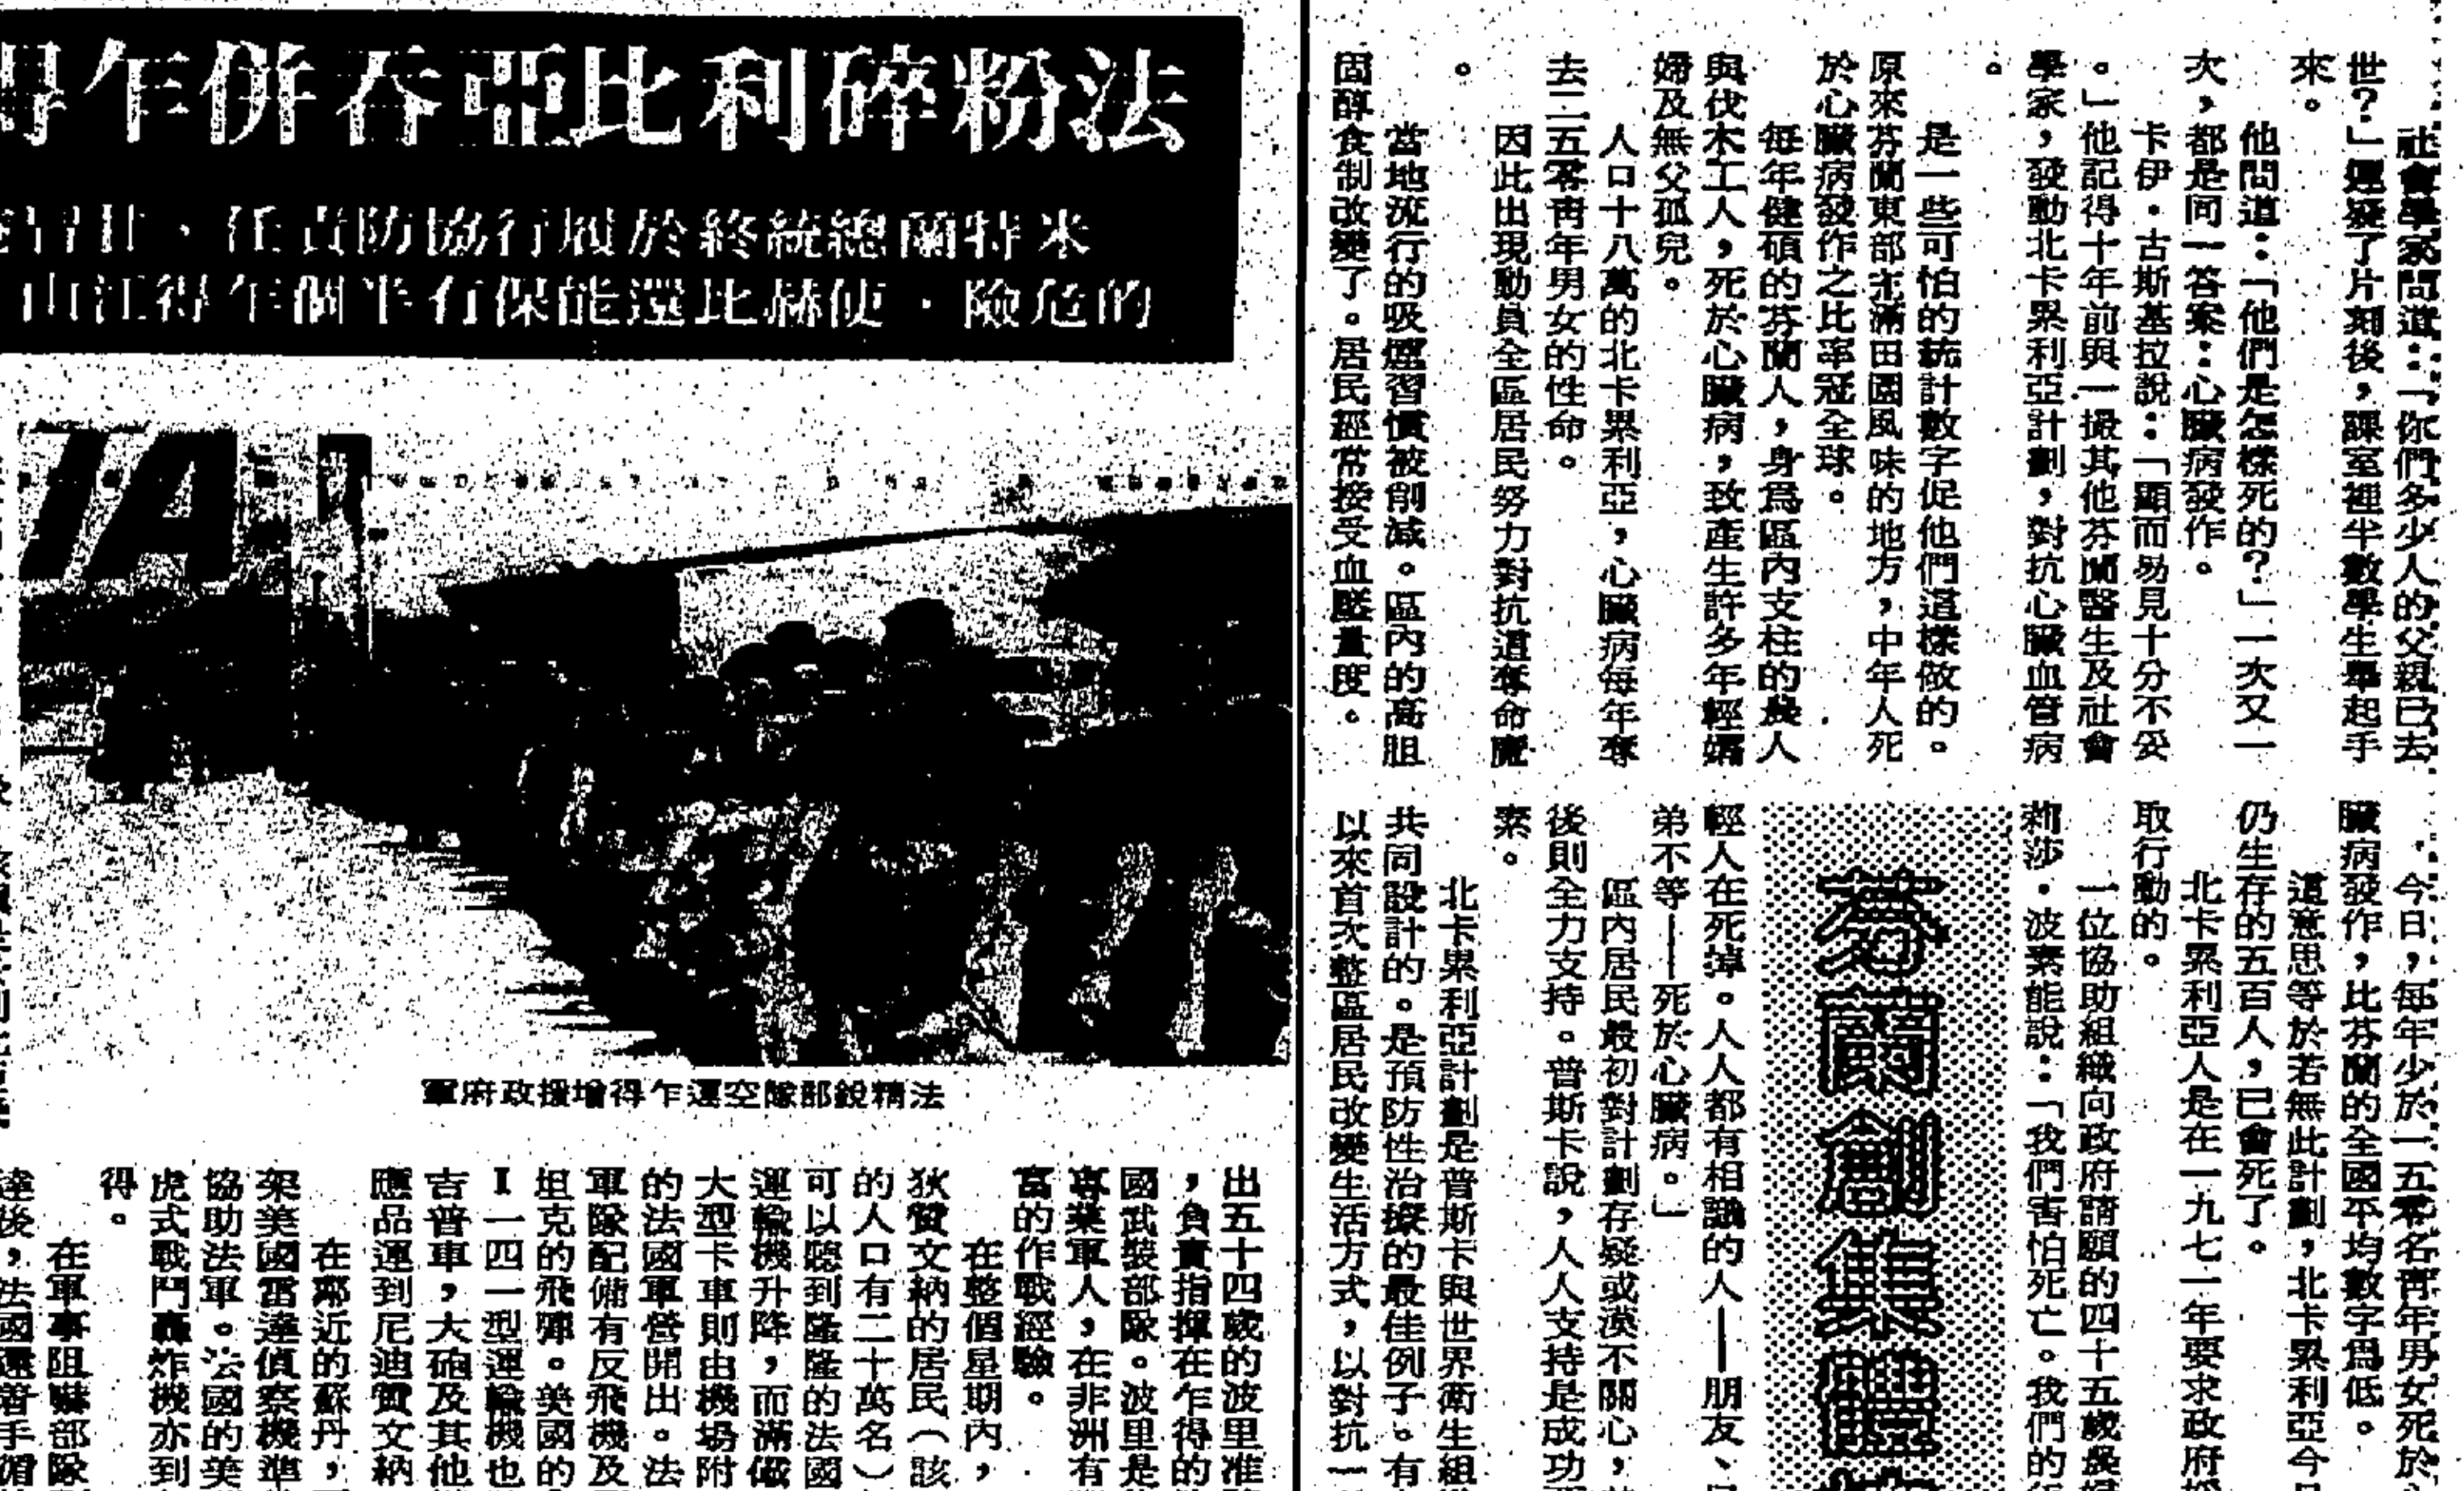 社會學家問道：「你們多少人的父親已去
世？」遲疑了片刻後，課室裡半數學生舉起手
來。
他問道：「他們是怎樣死的？」一次又一
次，都是同一答案：心臟病發作。
卡伊・古斯基拉說：「顯而易見十分不妥
。」他記得十年前與一撮其他芬蘭醫生及社會
學家，發動北卡累利亞計劃，對抗心臟血管病
。
是一些可怕的統計數字促他們這樣做的。
原來芬蘭東部充滿田園風味的地方，中年人死
於心臟病發作之比率冠全球。
每年健碩的芬蘭人，身爲區內支柱的農人
與伐木工人，死於心臟病，致產生許多年輕孀
婦及無父孤兒。
人口十八萬的北卡累利亞，心臟病每年奪
去二五零靑年男女的性命。
因此出現動員全區居民努力對抗這奪命魔
。
當地流行的吸煙習慣被削減。區內的高胆
固醇食制改變了。居民經常接受血壓量度。
今日，每年少於一五零名靑年男女死於
臟病發作，比芬蘭的全國平均數字爲低。
這意思等於若無此計劃，北卡累利亞今
仍生存的五百人，已會死了。
北卡累利亞人是在一九七一年要求政府
取行動的。
一位協助組織向政府請願的四十五歲農婦
莉莎・波素能說：「我們害怕死亡。我們的
芬蘭創集體
輕人在死掉。人人都有相識的人——朋友、
弟不等——死於心臟病。」
區內居民最初對計劃存疑或漠不關心，
後則全力支持。普斯卡說，人人支持是成功
素。
北卡累利亞計劃是普斯卡與世界衛生組
共同設計的。是預防性治療的最佳例子。有
以來首次整區居民改變生活方式，以對抗一
法粉碎利比亞吞併乍得
米特蘭總統終於履行協防責任、甘冒
的危險．使赫比還能保有半個乍得江山
法精銳部隊空運乍得增援政府軍
出五十四歲的波里准
，負責指揮在乍得的
國武裝部隊。波里是
專業軍人，在非洲有
富的作戰經驗。
在整個星期內，
狄賀文納的居民（該
的人口有二十萬名）
可以聽到隆隆的法國
運輸機升降，而滿儎
大型卡車則由機場附
的法國軍營開出。法
軍隊配備有反飛機及
坦克的飛彈。美國的
I一四一型運輸機也
吉普車，大砲及其他
應品運到尼迪賀文納
在鄰近的蘇丹，
架美國雷達偵察機準
協助法軍。法國的美
虎式戰鬥轟炸機亦到
得。
在軍事阻嚇部隊
達後，法國還着手循